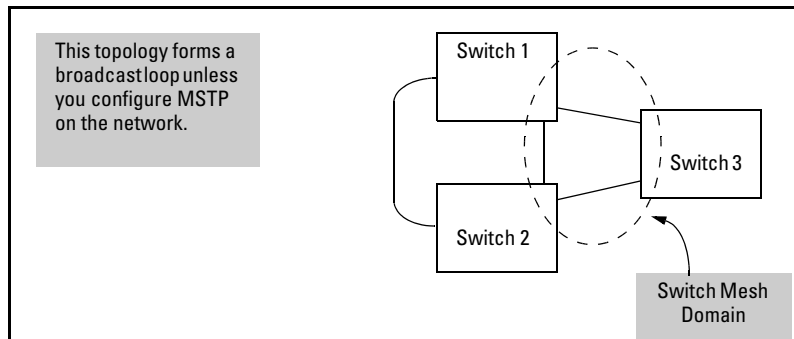 This topology forms a
broadcast loop unless
you configure MSTP
on the network.
Switch 1
Switch 3
Switch 2
Switch Mesh
Domain